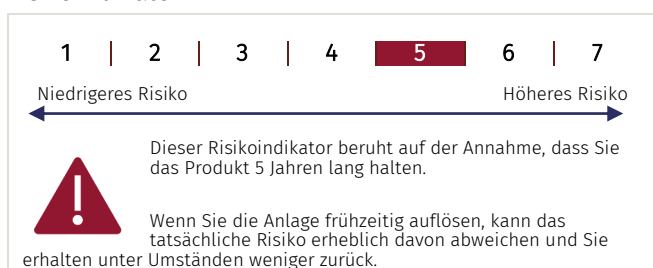 1 | 2 | 3 | 4 5 6 | 7
Niedrigeres Risiko Höheres Risiko
Dieser Risikoindikator beruht auf der Annahme, dass Sie
das Produkt 5 Jahren lang halten.
Wenn Sie die Anlage frühzeitig auflösen, kann das
tatsächliche Risiko erheblich davon abweichen und Sie
erhalten unter Umständen weniger zurück.